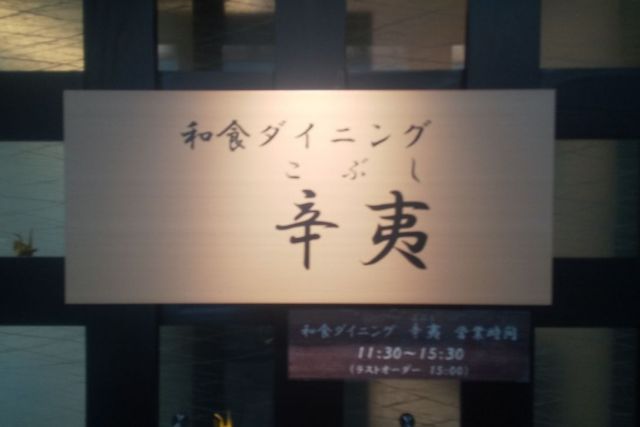 和食ダイニング
こぶし
辛夷
和食ダイニング 辛夷 営業時間
11:30～15:30
(ラストオーダー 15:00)